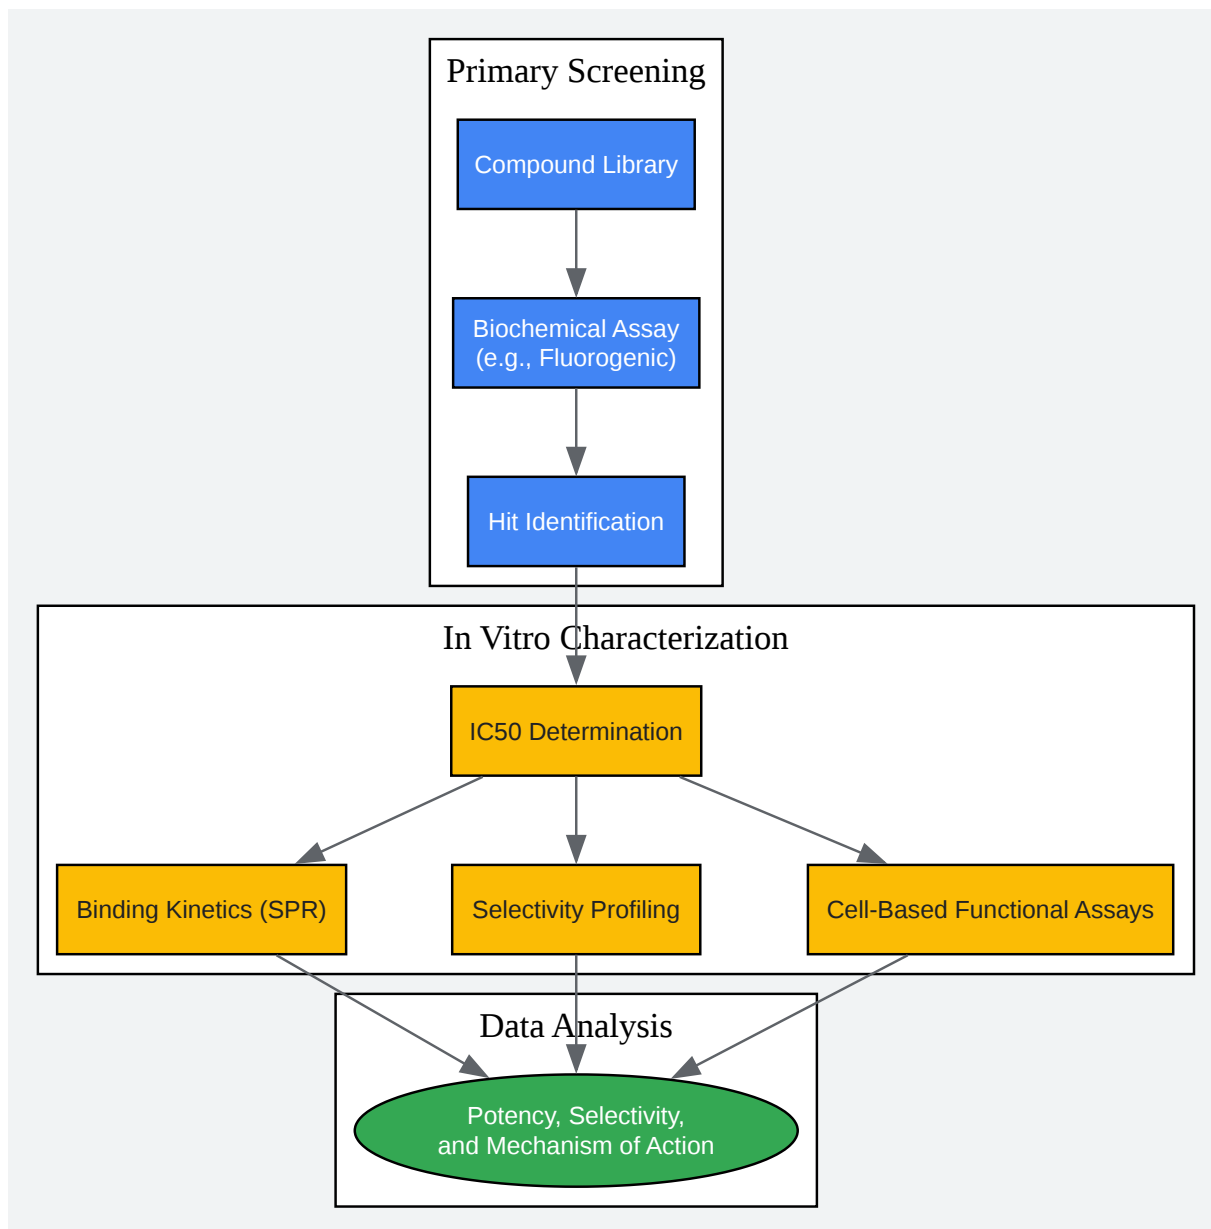 Primary Screening
Compound Library
Biochemical Assay
(e.g., Fluorogenic)
Hit Identification
In Vitro Characterization
IC50 Determination
Binding Kinetics (SPR)
Selectivity Profiling
Cell-Based Functional Assays
Data Analysis
Potency, Selectivity,
and Mechanism of Action